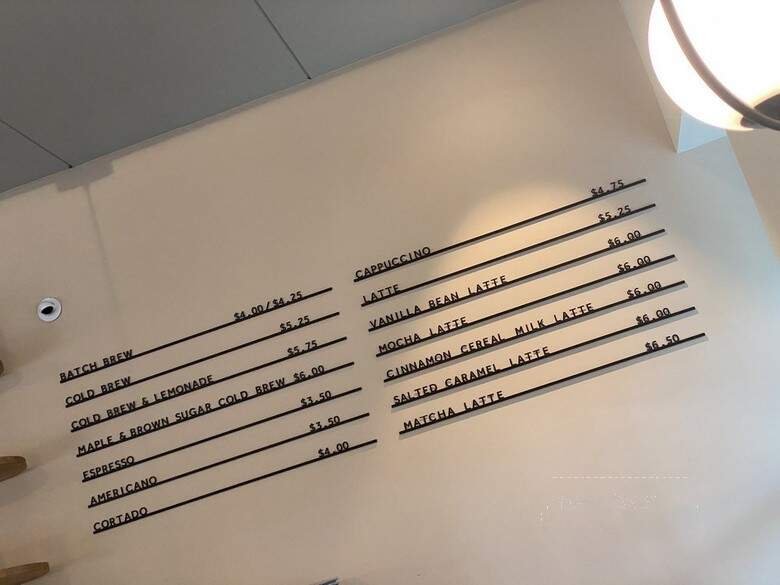 BATCH BREW $4.00/$4.25
COLD BREW $5.25
COLD BREW & LEMONADE $5.75
MAPLE & BROWN SUGAR COLD BREW $6.00
ESPRESSO $3.50
AMERICANO $3.50
CORTADO $4.00
CAPPUCCINO $4.75
LATTE $5.25
VANILLA BEAN LATTE $6.00
MOCHA LATTE $6.00
CINNAMON CEREAL MILK LATTE $6.00
SALTED CARAMEL LATTE $6.00
MATCHA LATTE $6.50